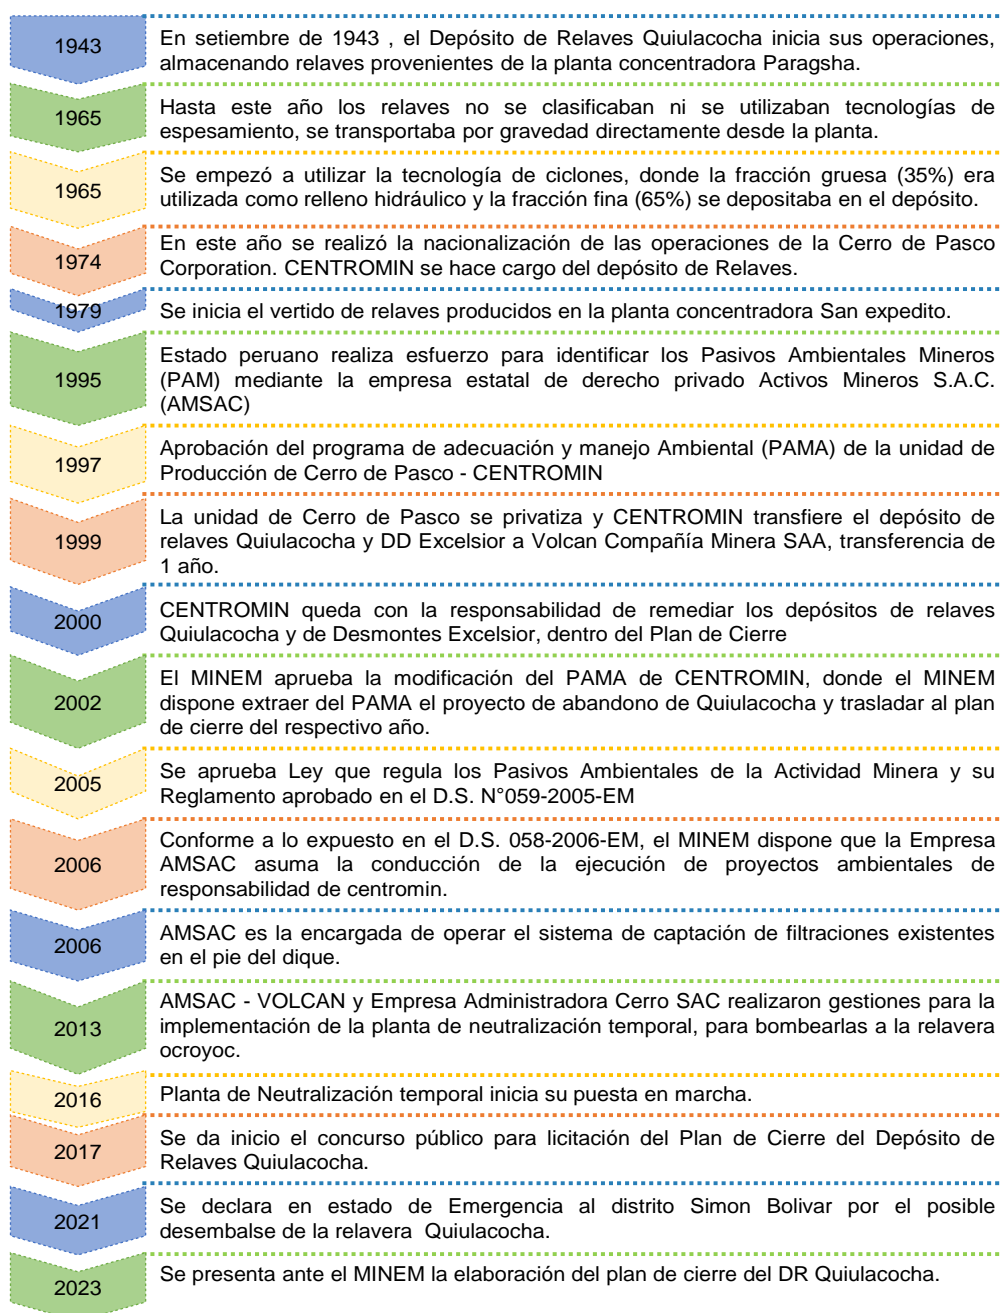 1943
En setiembre de 1943 , el Depósito de Relaves Quiulacocha inicia sus operaciones,
almacenando relaves provenientes de la planta concentradora Paragsha.
1965
Hasta este año los relaves no se clasificaban ni se utilizaban tecnologías de
espesamiento, se transportaba por gravedad directamente desde la planta.
1965
Se empezó a utilizar la tecnología de ciclones, donde la fracción gruesa (35%) era
utilizada como relleno hidráulico y la fracción fina (65%) se depositaba en el depósito.
1974
En este año se realizó la nacionalización de las operaciones de la Cerro de Pasco
Corporation. CENTROMIN se hace cargo del depósito de Relaves.
1979
Se inicia el vertido de relaves producidos en la planta concentradora San expedito.
1995
Estado peruano realiza esfuerzo para identificar los Pasivos Ambientales Mineros
(PAM) mediante la empresa estatal de derecho privado Activos Mineros S.A.C.
(AMSAC)
1997
Aprobación del programa de adecuación y manejo Ambiental (PAMA) de la unidad de
Producción de Cerro de Pasco - CENTROMIN
1999
La unidad de Cerro de Pasco se privatiza y CENTROMIN transfiere el depósito de
relaves Quiulacocha y DD Excelsior a Volcan Compañía Minera SAA, transferencia de
1 año.
2000
CENTROMIN queda con la responsabilidad de remediar los depósitos de relaves
Quiulacocha y de Desmontes Excelsior, dentro del Plan de Cierre
2002
El MINEM aprueba la modificación del PAMA de CENTROMIN, donde el MINEM
dispone extraer del PAMA el proyecto de abandono de Quiulacocha y trasladar al plan
de cierre del respectivo año.
2005
Se aprueba Ley que regula los Pasivos Ambientales de la Actividad Minera y su
Reglamento aprobado en el D.S. N°059-2005-EM
2006
Conforme a lo expuesto en el D.S. 058-2006-EM, el MINEM dispone que la Empresa
AMSAC asuma la conducción de la ejecución de proyectos ambientales de
responsabilidad de centromin.
2006
AMSAC es la encargada de operar el sistema de captación de filtraciones existentes
en el pie del dique.
2013
AMSAC - VOLCAN y Empresa Administradora Cerro SAC realizaron gestiones para la
implementación de la planta de neutralización temporal, para bombearlas a la relavera
ocroyoc.
2016
Planta de Neutralización temporal inicia su puesta en marcha.
2017
Se da inicio el concurso público para licitación del Plan de Cierre del Depósito de
Relaves Quiulacocha.
2021
Se declara en estado de Emergencia al distrito Simon Bolivar por el posible
desembalse de la relavera Quiulacocha.
2023
Se presenta ante el MINEM la elaboración del plan de cierre del DR Quiulacocha.